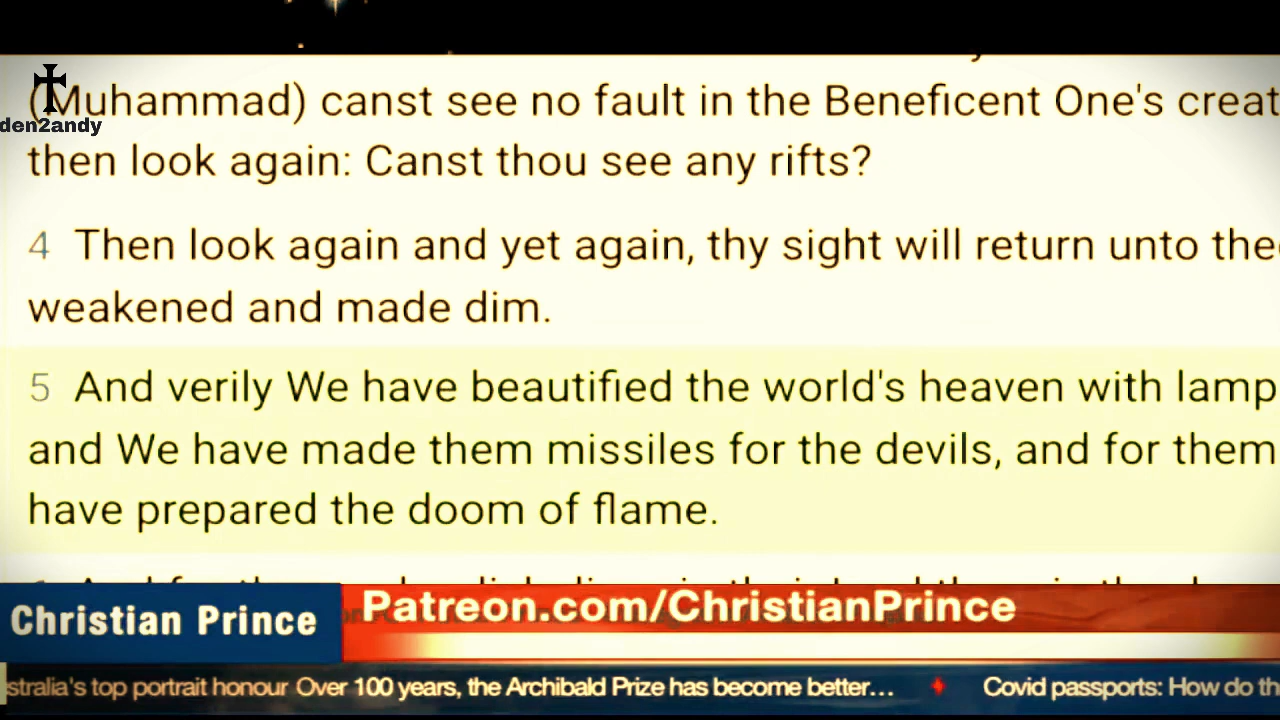 (Muhammad) canst see no fault in the Beneficent One's creat
den2andy
then look again: Canst thou see any rifts?
4 Then look again and yet again, thy sight will return unto thee
weakened and made dim.
5 And verily We have beautified the world's heaven with lamp
and We have made them missiles for the devils, and for them
have prepared the doom of flame.
Christian Prince
Patreon.com/ChristianPrince
stralia's top portrait honour Over 100 years, the Archibald Prize has become better... Covid passports: How do th